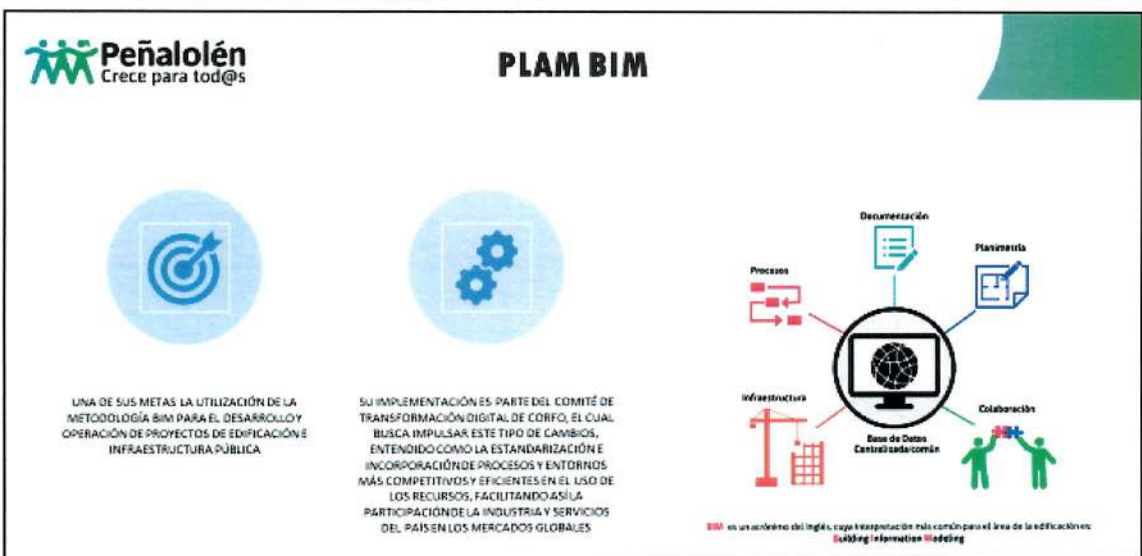 Peñalolén
Crece para tod@s
PLAM BIM
UNA DE SUS METAS LA UTILIZACIÓN DE LA
METODOLOGÍA BIM PARA EL DESARROLLO Y
OPERACIÓN DE PROYECTOS DE EDIFICACIÓN E
INFRAESTRUCTURA PÚBLICA
SU IMPLEMENTACIÓN ES PARTE DEL COMITÉ DE
TRANSFORMACIÓN DIGITAL DE CORFO, EL CUAL
BUSCA IMPULSAR ESTE TIPO DE CAMBIOS,
ENTENDIDO COMO LA ESTANDARIZACIÓN E
INCORPORACIÓN DE PROCESOS Y ENTORNOS
MÁS COMPETITIVOS Y EFICIENTES EN EL USO DE
LOS RECURSOS, FACILITANDO ASÍ LA
PARTICIPACIÓN DE LA INDUSTRIA Y SERVICIOS
DEL PAÍS EN LOS MERCADOS GLOBALES
Documentación
Planimetría
Procesos
Infraestructura
Colaboración
Base de Datos
Centralizada/común
BIM es un acrónimo del inglés, cuya interpretación más común para el área de la edificación es:
Building Information Modeling